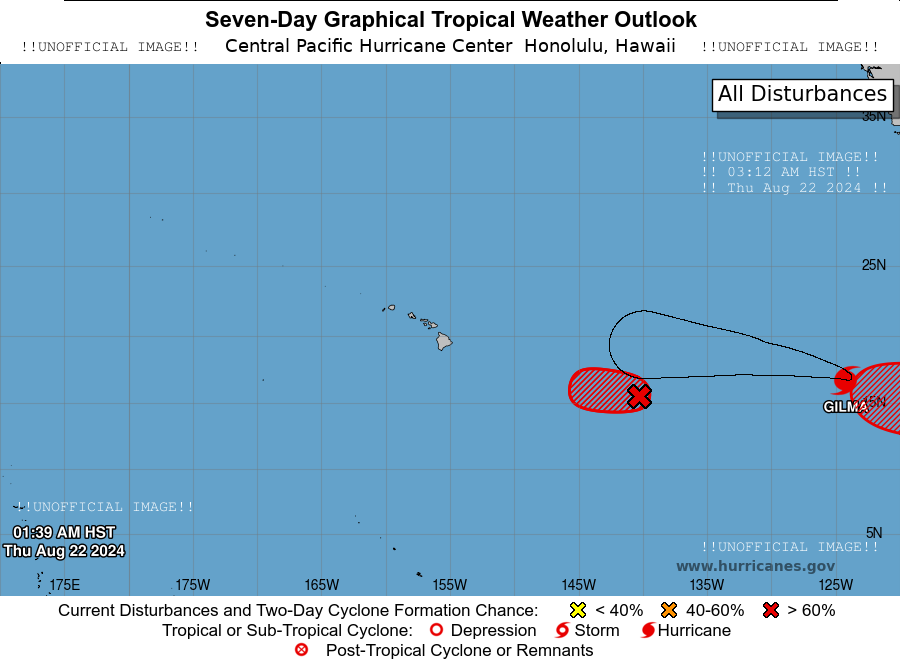 Seven-Day Graphical Tropical Weather Outlook
!!UNOFFICIAL IMAGE!! Central Pacific Hurricane Center Honolulu, Hawaii !!UNOFFICIAL IMAGE!!
All Disturbances
35N
!!UNOFFICIAL IMAGE!!
!! 03:12 AM HST !!
!! Thu Aug 22 2024 !!
25N
GILMA
15N
!!UNOFFICIAL IMAGE!!
01:39 AM HST
Thu Aug 22 2024
5N
!!UNOFFICIAL IMAGE!!
www.hurricanes.gov
175E 175W 165W 155W 145W 135W 125W
Current Disturbances and Two-Day Cyclone Formation Chance: < 40% 40-60% > 60%
Tropical or Sub-Tropical Cyclone: Depression Storm Hurricane
Post-Tropical Cyclone or Remnants